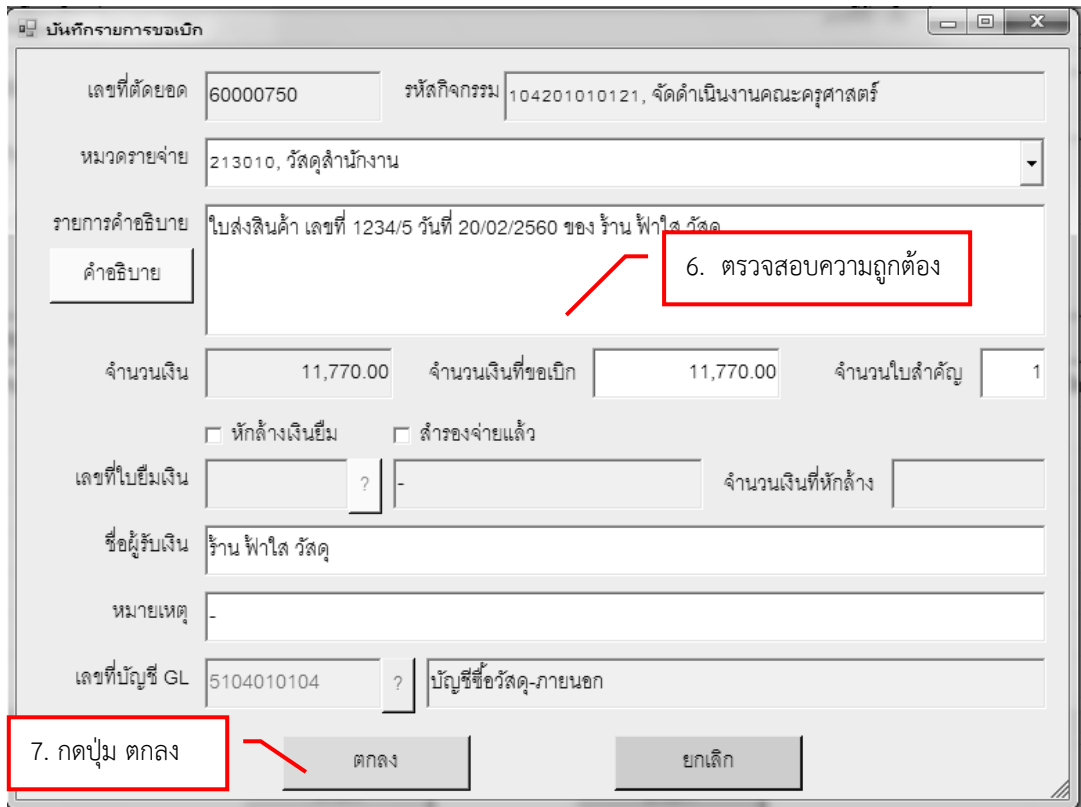 บันทึกรายการขอเบิก
เลขที่ตัดยอด 60000750 รหัสกิจกรรม 104201010121, จัดดำเนินงานคณะครุศาสตร์
หมวดรายจ่าย 213010, วัสดุสำนักงาน
รายการคำอธิบาย ใบส่งสินค้า เลขที่ 1234/5 วันที่ 20/02/2560 ของ ร้าน ฟ้าใส วัสดุ
คำอธิบาย
6. ตรวจสอบความถูกต้อง
จำนวนเงิน 11,770.00 จำนวนเงินที่ขอเบิก 11,770.00 จำนวนใบสำคัญ 1
หักล้างเงินยืม สำรองจ่ายแล้ว
เลขที่ใบยืมเงิน ? - จำนวนเงินที่หักล้าง
ชื่อผู้รับเงิน ร้าน ฟ้าใส วัสดุ
หมายเหตุ -
เลขที่บัญชี GL 5104010104 ? บัญชีซื้อวัสดุ-ภายนอก
7. กดปุ่ม ตกลง
ตกลง ยกเลิก